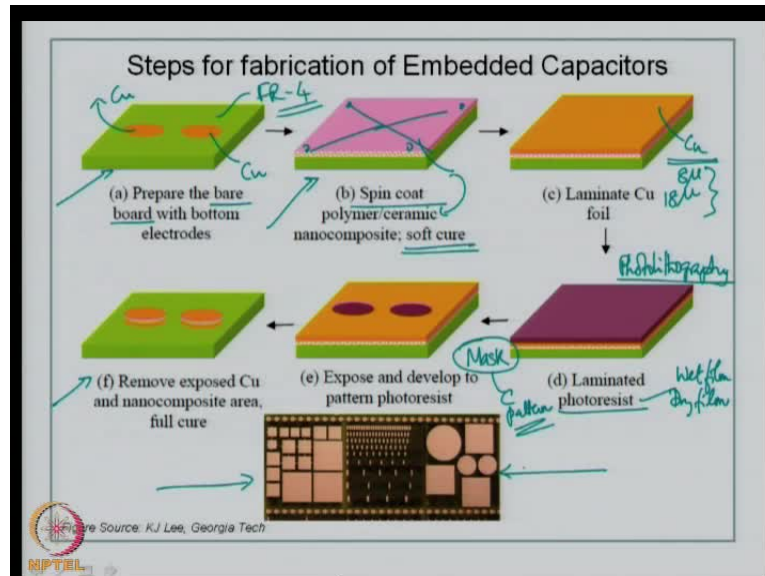 Steps for fabrication of Embedded Capacitors
Cu
FR-4
Cu
(a) Prepare the bare
board with bottom
electrodes
(b) Spin coat
polymer/ceramic
nanocomposite; soft cure
Cu
8μ
18μ
(c) Laminate Cu
foil
Photolithography
(f) Remove exposed Cu
and nanocomposite area,
full cure
(e) Expose and develop to
pattern photoresist
Mask
pattern
(d) Laminated
photoresist
Wet film
Dry film
Source: KJ Lee, Georgia Tech
NPTEL